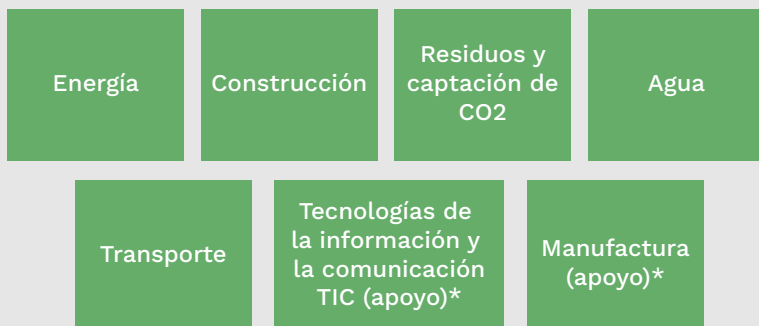 Energía
Construcción
Residuos y
captación de
CO2
Agua
Transporte
Tecnologías de
la información y
la comunicación
TIC (apoyo)*
Manufactura
(apoyo)*